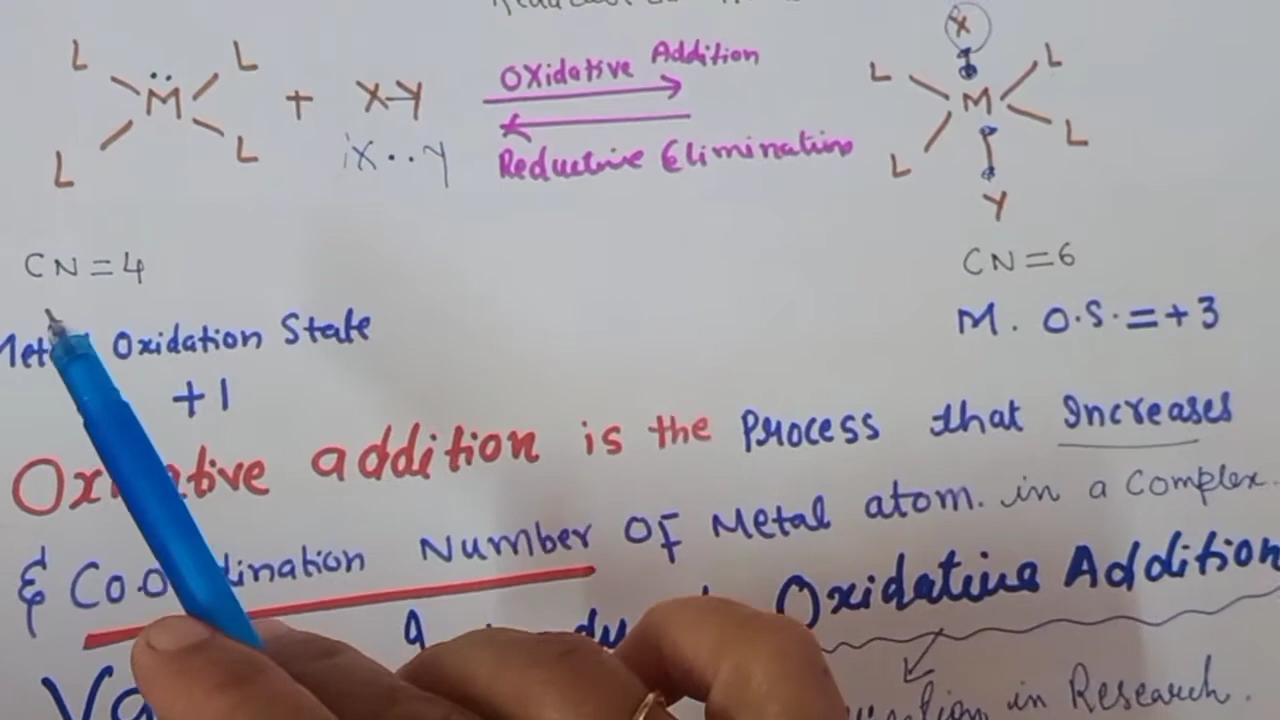 L L
M + X-Y
L L
:X..Y
Oxidative Addition
Reductive Elimination
X
L L
M
L L
Y
CN=4
CN=6
Oxidation State
M. O.S.=+3
+1
addition is the Process that Increases
& Number of Metal atom. in a Complex.
Oxidative Addition
in Research.